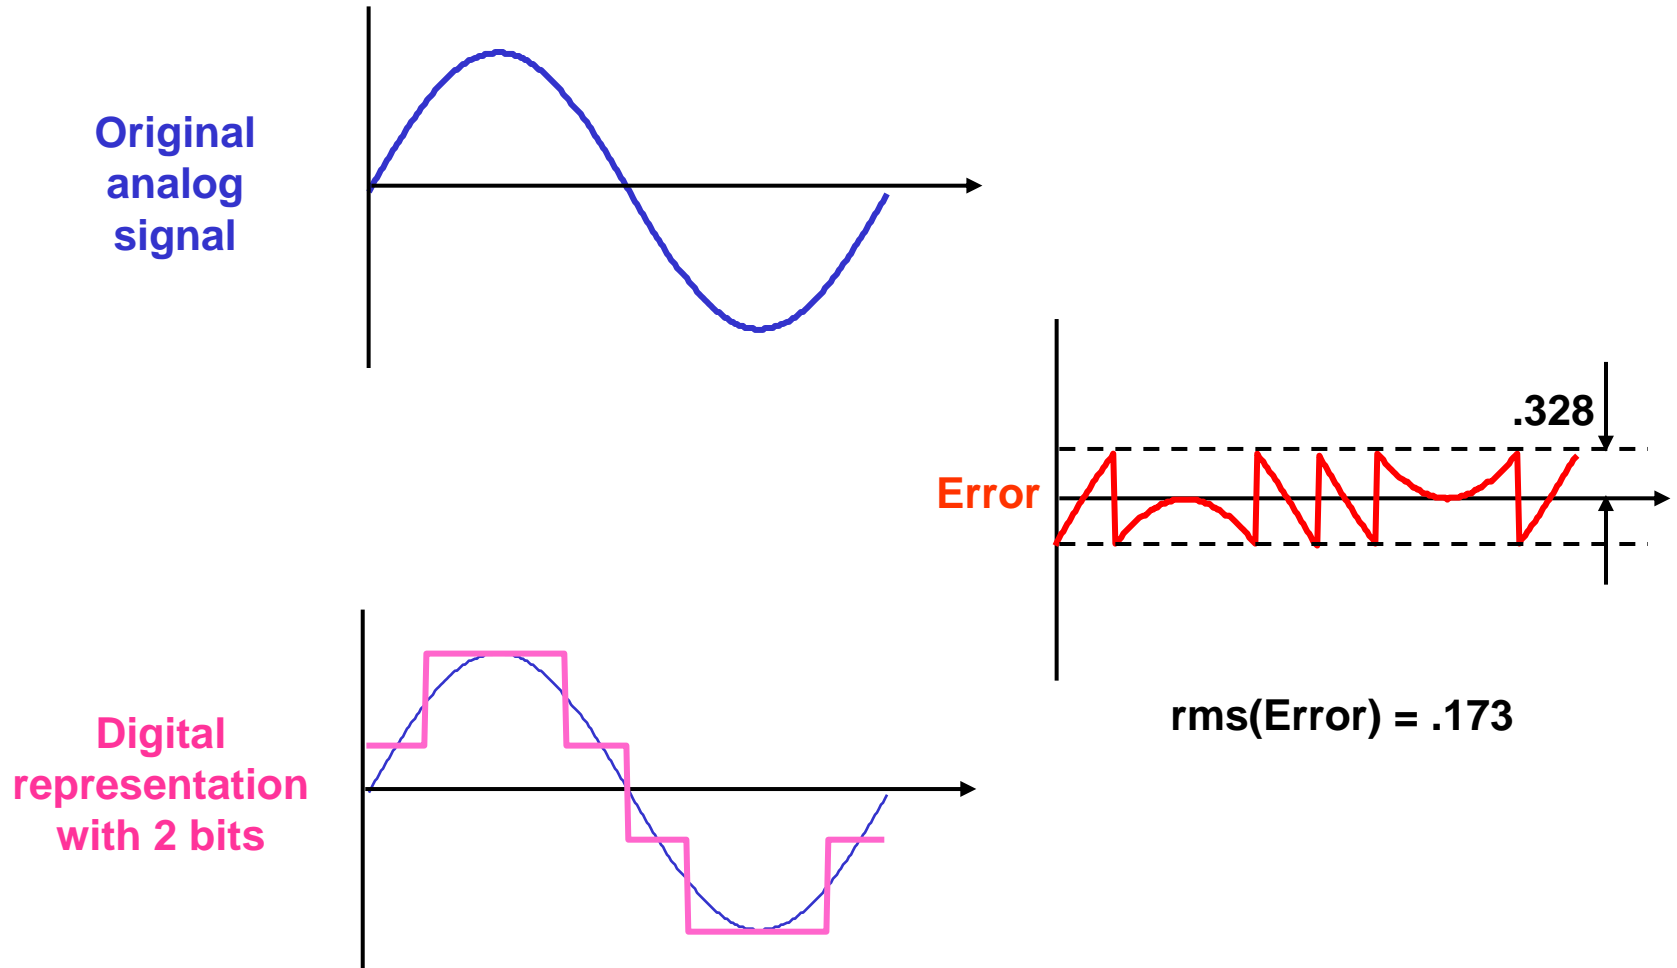 Original
analog
signal
.328
Error
rms(Error) = .173
Digital
representation
with 2 bits